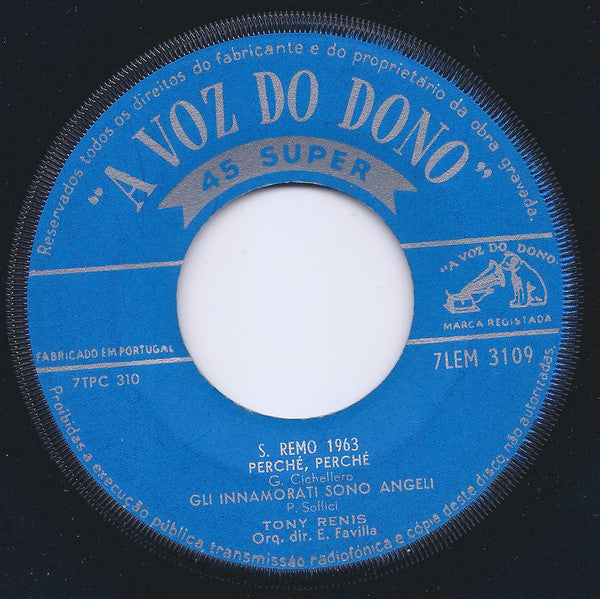 Reservados todos os direitos do fabricante e do proprietário da obra gravada.
"A VOZ DO DONO"
45 SUPER
"A VOZ DO DONO"
MARCA REGISTADA
FABRICADO EM PORTUGAL
7LEM 3109
7TPC 310
S. REMO 1963
PERCHÉ, PERCHÉ
G. Cichellero
GLI INNAMORATI SONO ANGELI
P. Soffici
TONY RENIS
Orq. dir. E. Favilla
Proibidas a execução pública, transmissão radiofónica e cópia deste disco não autorizadas.